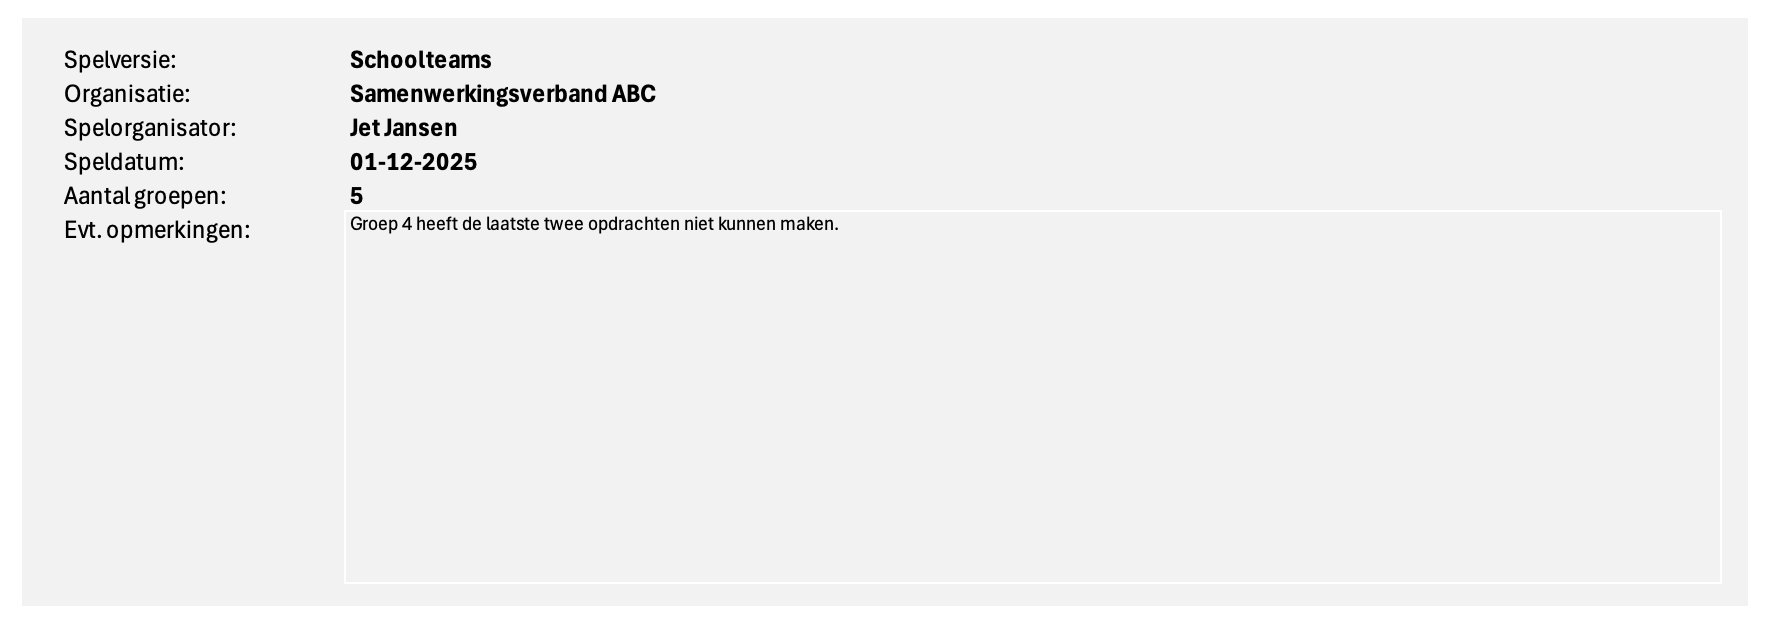 Spelversie: Schoolteams
Organisatie: Samenwerkingsverband ABC
Spelorganisator: Jet Jansen
Speldatum: 01-12-2025
Aantal groepen: 5
Evt. opmerkingen: Groep 4 heeft de laatste twee opdrachten niet kunnen maken.